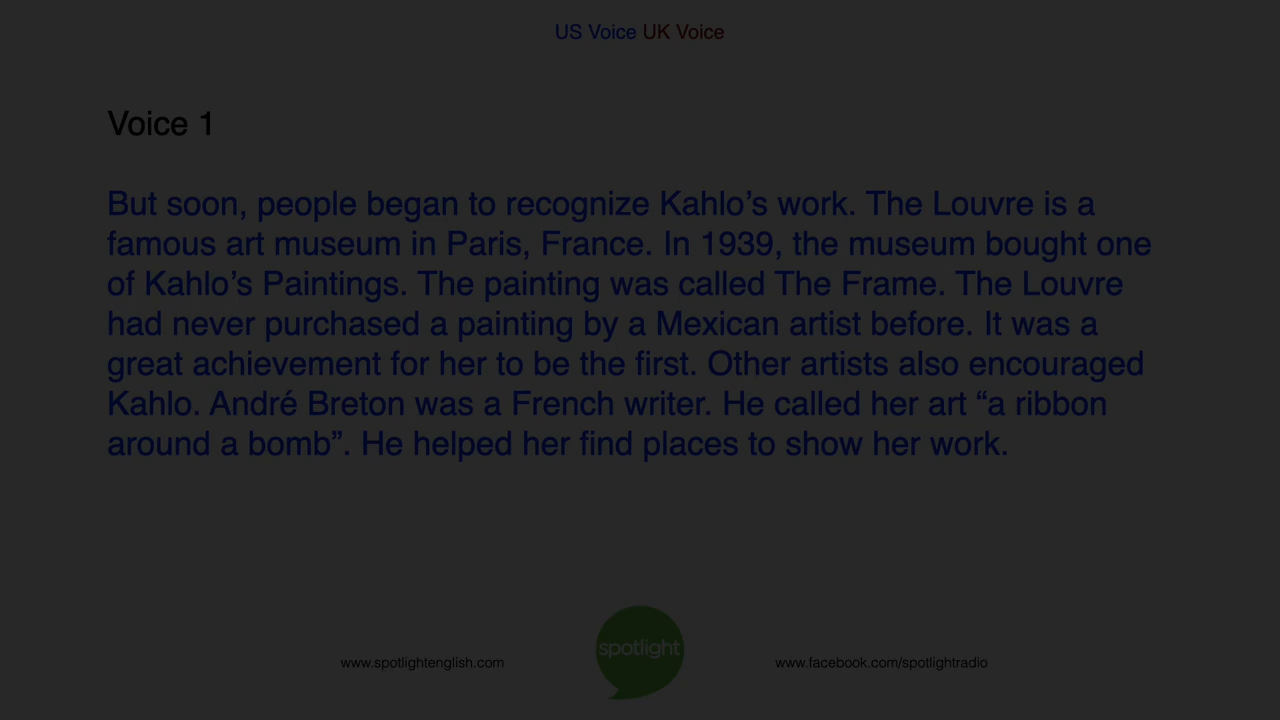 US Voice UK Voice
Voice 1
But soon, people began to recognize Kahlo’s work. The Louvre is a
famous art museum in Paris, France. In 1939, the museum bought one
of Kahlo’s Paintings. The painting was called The Frame. The Louvre
had never purchased a painting by a Mexican artist before. It was a
great achievement for her to be the first. Other artists also encouraged
Kahlo. André Breton was a French writer. He called her art “a ribbon
around a bomb”. He helped her find places to show her work.
spotlight
www.spotlightenglish.com
www.facebook.com/spotlightradio